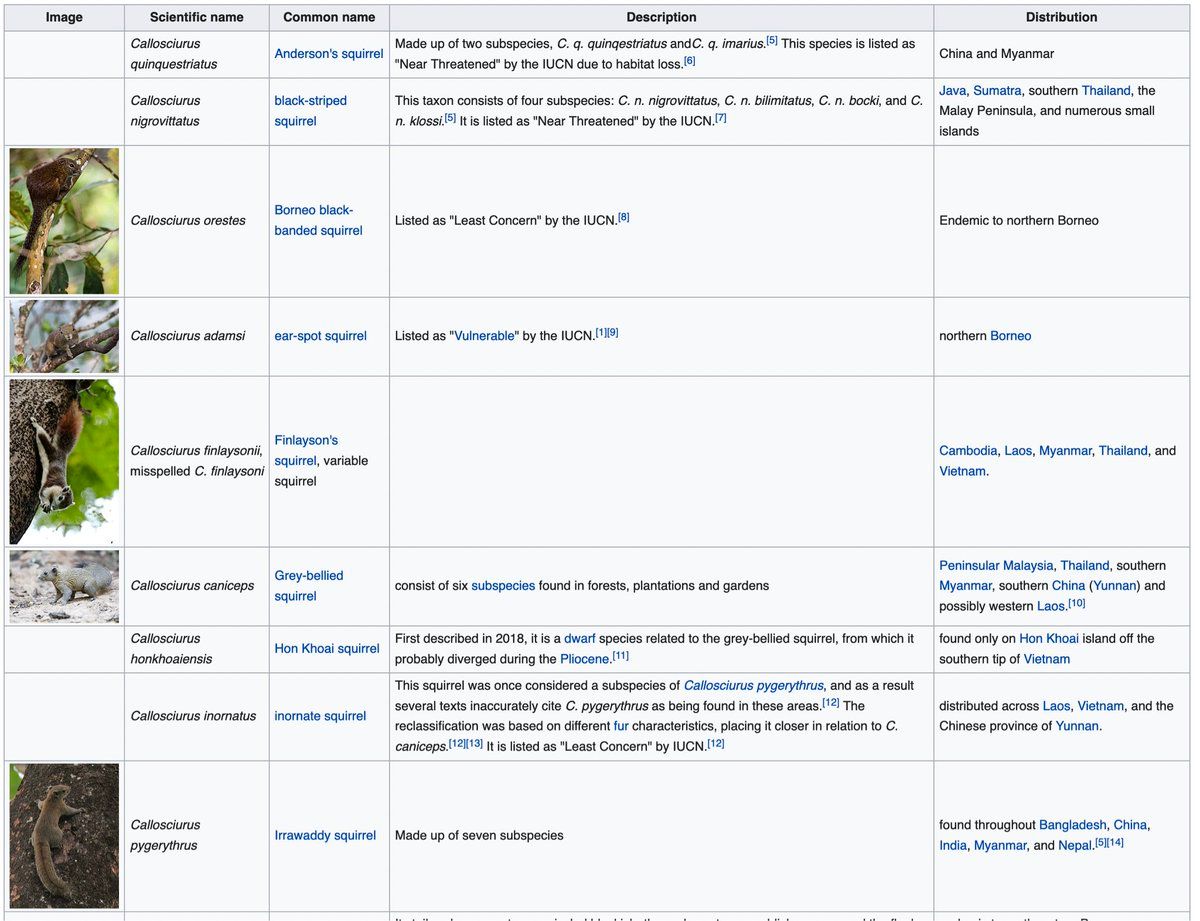 Image Scientific name Common name Description Distribution
Callosciurus
quinquestriatus
Anderson's squirrel
Made up of two subspecies, C. q. quinqestriatus andC. q. imarius.[5] This species is listed as
"Near Threatened" by the IUCN due to habitat loss.[6]
China and Myanmar
Callosciurus
nigrovittatus
black-striped
squirrel
This taxon consists of four subspecies: C. n. nigrovittatus, C. n. bilimitatus, C. n. bocki, and C.
n. klossi.[5] It is listed as "Near Threatened" by the IUCN.[7]
Java, Sumatra, southern Thailand, the
Malay Peninsula, and numerous small
islands
Callosciurus orestes
Borneo black-
banded squirrel
Listed as "Least Concern" by the IUCN.[8]
Endemic to northern Borneo
Callosciurus adamsi
ear-spot squirrel
Listed as "Vulnerable" by the IUCN.[1][9]
northern Borneo
Callosciurus finlaysonii,
misspelled C. finlaysoni
Finlayson's
squirrel, variable
squirrel
Cambodia, Laos, Myanmar, Thailand, and
Vietnam.
Callosciurus caniceps
Grey-bellied
squirrel
consist of six subspecies found in forests, plantations and gardens
Peninsular Malaysia, Thailand, southern
Myanmar, southern China (Yunnan) and
possibly western Laos.[10]
Callosciurus
honkhoaiensis
Hon Khoai squirrel
First described in 2018, it is a dwarf species related to the grey-bellied squirrel, from which it
probably diverged during the Pliocene.[11]
found only on Hon Khoai island off the
southern tip of Vietnam
Callosciurus inornatus
inornate squirrel
This squirrel was once considered a subspecies of Callosciurus pygerythrus, and as a result
several texts inaccurately cite C. pygerythrus as being found in these areas.[12] The
reclassification was based on different fur characteristics, placing it closer in relation to C.
caniceps.[12][13] It is listed as "Least Concern" by IUCN.[12]
distributed across Laos, Vietnam, and the
Chinese province of Yunnan.
Callosciurus
pygerythrus
Irrawaddy squirrel
Made up of seven subspecies
found throughout Bangladesh, China,
India, Myanmar, and Nepal.[5][14]